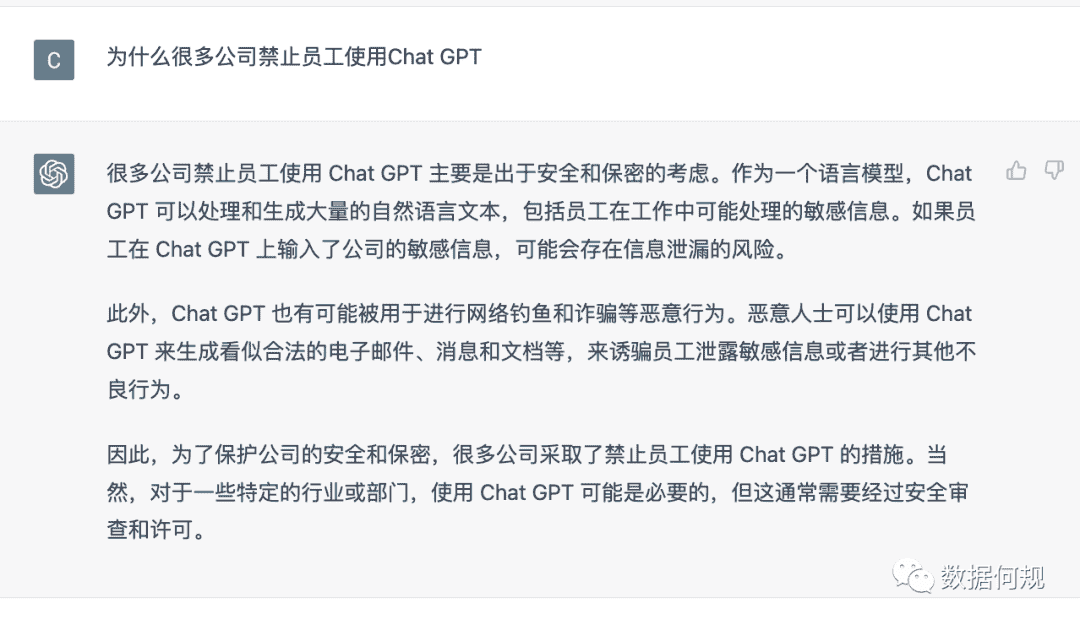 C
为什么很多公司禁止员工使用Chat GPT
很多公司禁止员工使用 Chat GPT 主要是出于安全和保密的考虑。作为一个语言模型，Chat
GPT 可以处理和生成大量的自然语言文本，包括员工在工作中可能处理的敏感信息。如果员
工在 Chat GPT 上输入了公司的敏感信息，可能会存在信息泄漏的风险。
此外，Chat GPT 也有可能被用于进行网络钓鱼和诈骗等恶意行为。恶意人士可以使用 Chat
GPT 来生成看似合法的电子邮件、消息和文档等，来诱骗员工泄露敏感信息或者进行其他不
良行为。
因此，为了保护公司的安全和保密，很多公司采取了禁止员工使用 Chat GPT 的措施。当
然，对于一些特定的行业或部门，使用 Chat GPT 可能是必要的，但这通常需要经过安全审
查和许可。
数据何规